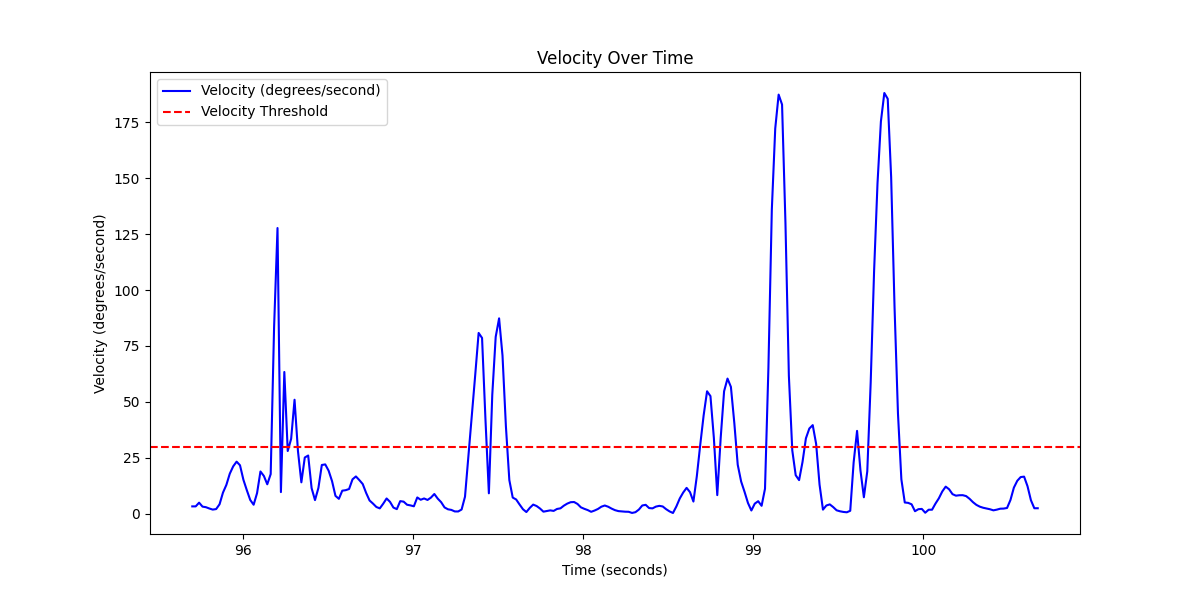 Velocity Over Time
Velocity (degrees/second)
Velocity Threshold
Velocity (degrees/second)
175
150
125
100
75
50
25
0
96
97
98
99
100
Time (seconds)